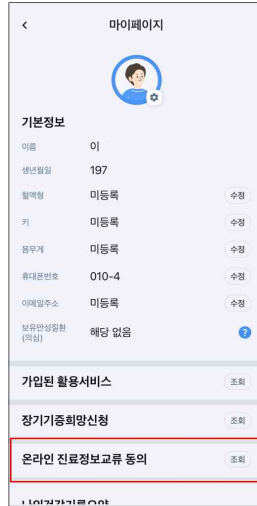 마이페이지
기본정보
이름 이
생년월일 197
혈액형 미등록 수정
키 미등록 수정
몸무게 미등록 수정
휴대폰번호 010-4 수정
이메일주소 미등록 수정
보유만성질환
(의심) 해당 없음 ?
가입된 활용서비스 조회
장기기증희망신청 조회
온라인 진료정보교류 동의 조회